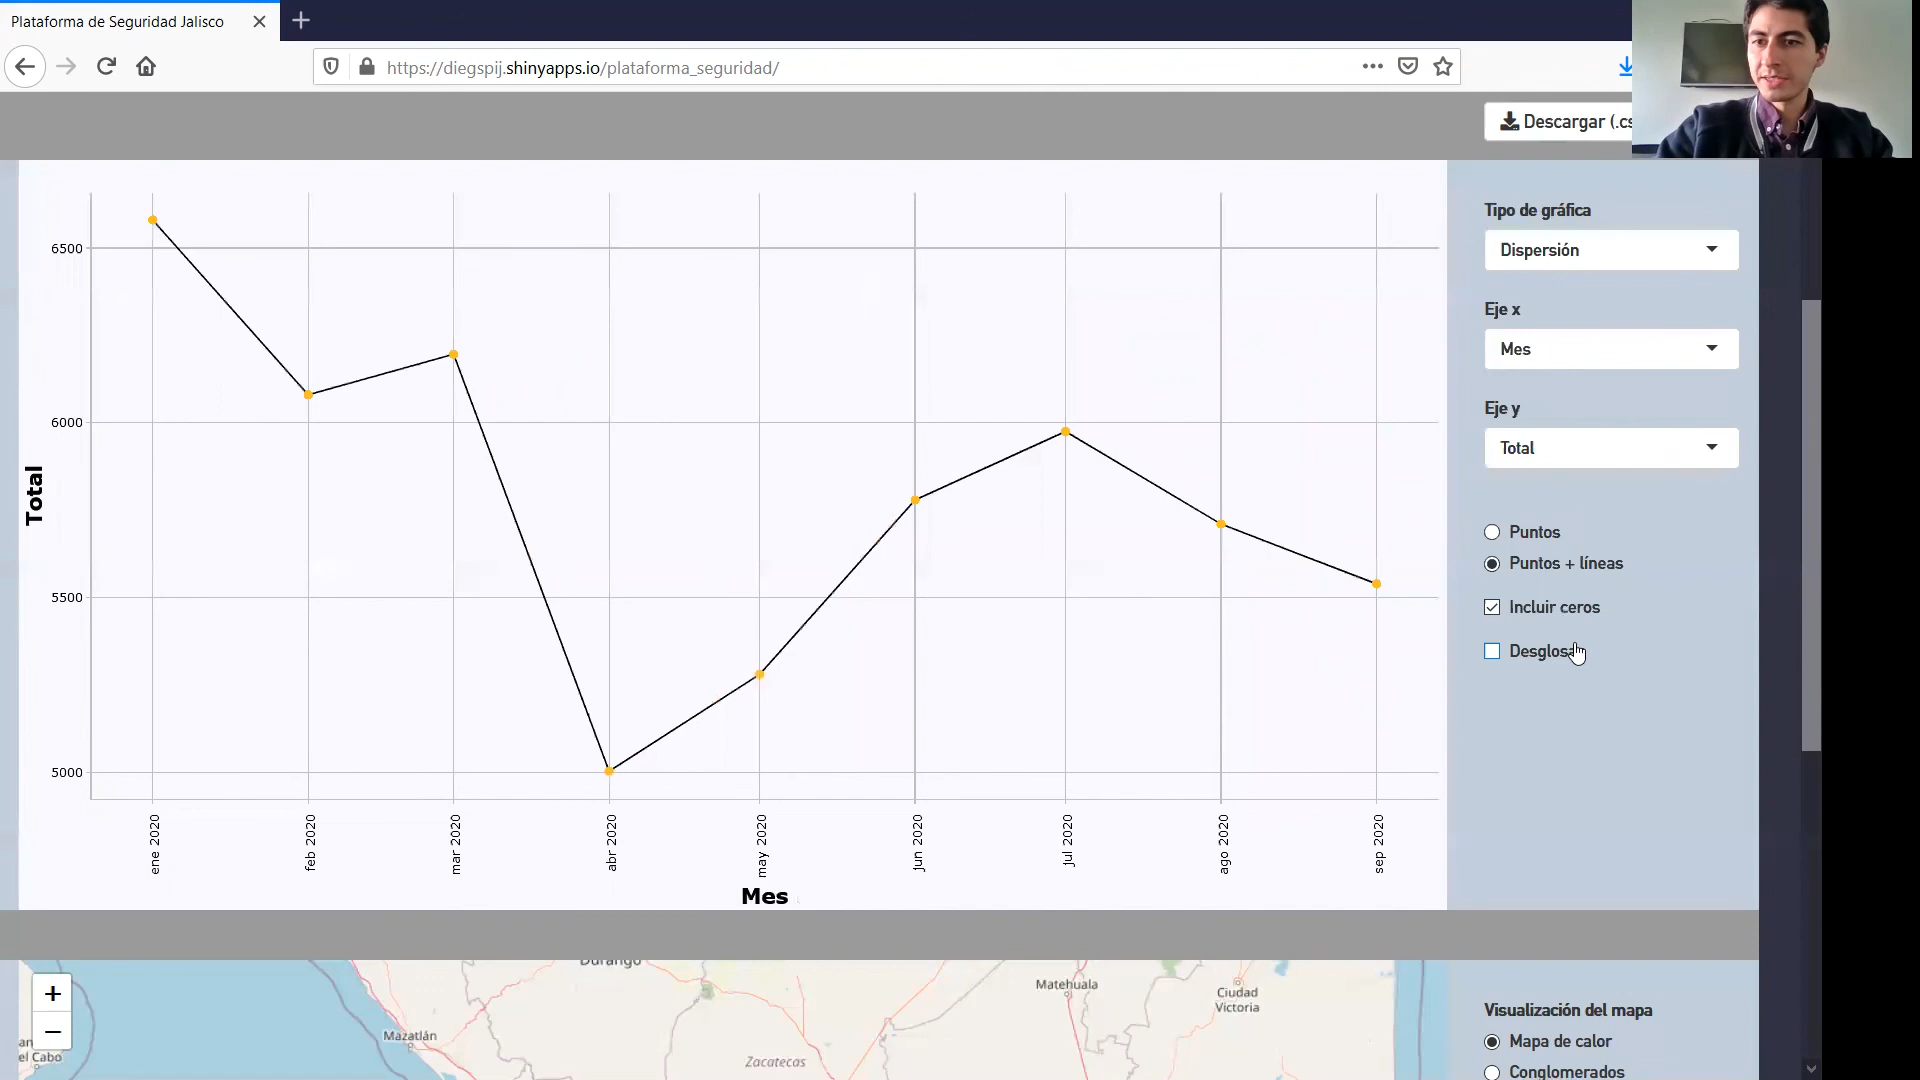 Plataforma de Seguridad Jalisco
https://diegspij.shinyapps.io/plataforma_seguridad/
Descargar (.cs
Tipo de gráfica
Dispersión
Eje x
Mes
Eje y
Total
Puntos
Puntos + líneas
Incluir ceros
Desglosa
Total
6500
6000
5500
5000
ene 2020
feb 2020
mar 2020
abr 2020
may 2020
jun 2020
jul 2020
ago 2020
sep 2020
Mes
+
−
Durango
Matehuala
Ciudad
Victoria
Mazatlán
Zacatecas
an
el Cabo
Visualización del mapa
Mapa de calor
Conglomerados